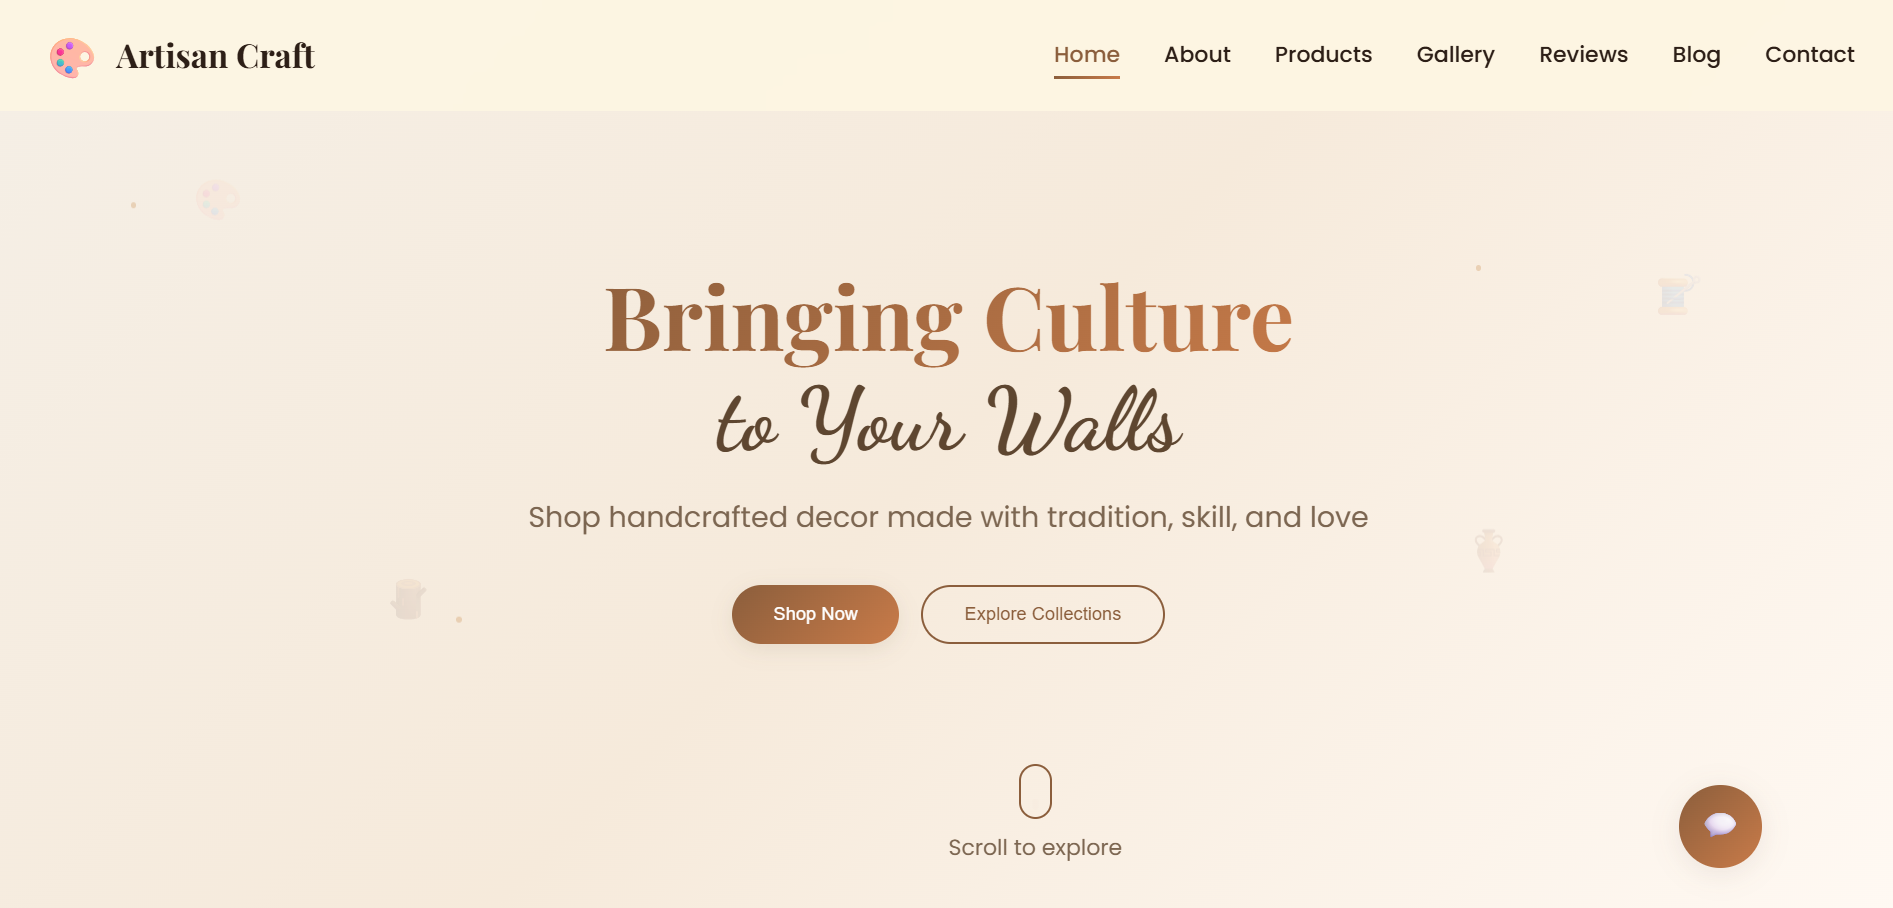 Artisan Craft
Home About Products Gallery Reviews Blog Contact
Bringing Culture
to Your Walls
Shop handcrafted decor made with tradition, skill, and love
Shop Now
Explore Collections
Scroll to explore